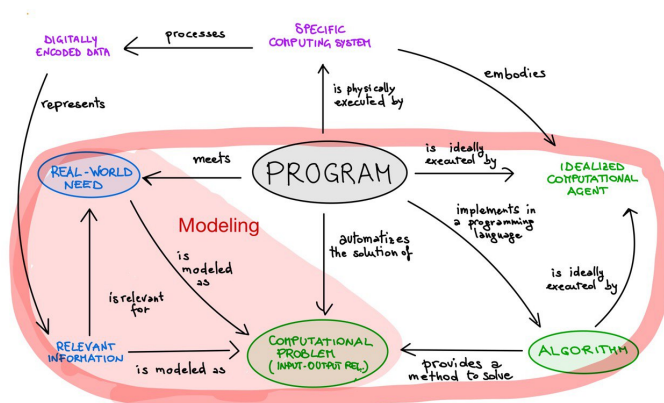 DIGITALLY
ENCODED DATA
processes
SPECIFIC
COMPUTING SYSTEM
represents
is physically
executed by
embodies
REAL-WORLD
NEED
meets
PROGRAM
is ideally
executed by
IDEALIZED
COMPUTATIONAL
AGENT
Modeling
is
modeled
as
automatizes
the solution of
implements in
a programming
language
is relevant
for
is ideally
executed by
RELEVANT
INFORMATION
is modeled as
COMPUTATIONAL
PROBLEM
(INPUT-OUTPUT REL.)
provides a
method to solve
ALGORITHM